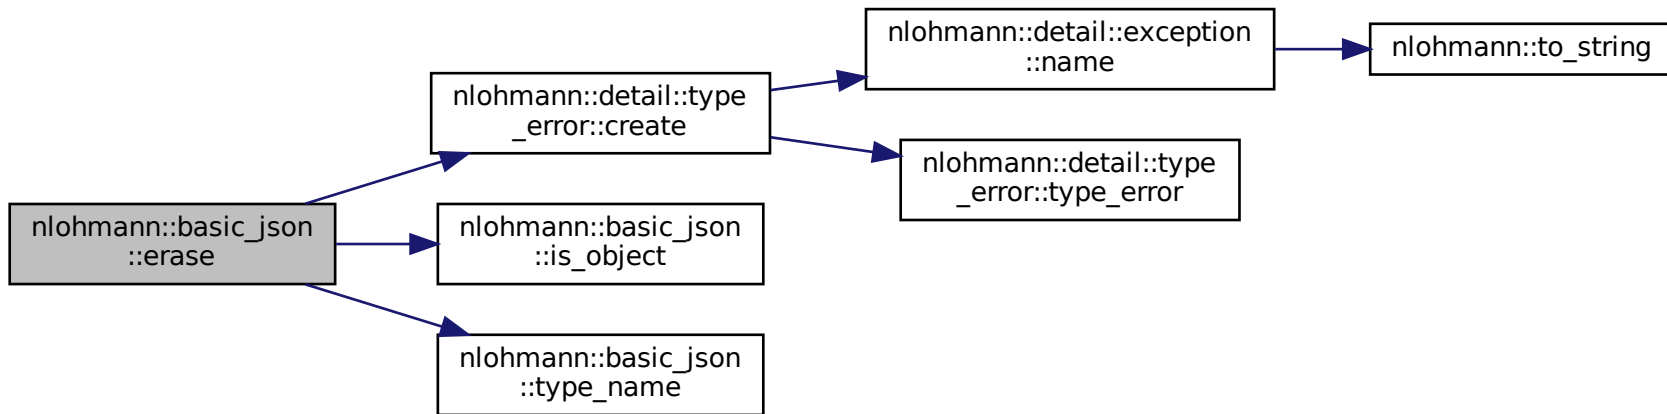 nlohmann::basic_json
::erase
nlohmann::detail::type
_error::create
nlohmann::detail::exception
::name
nlohmann::to_string
nlohmann::detail::type
_error::type_error
nlohmann::basic_json
::is_object
nlohmann::basic_json
::type_name